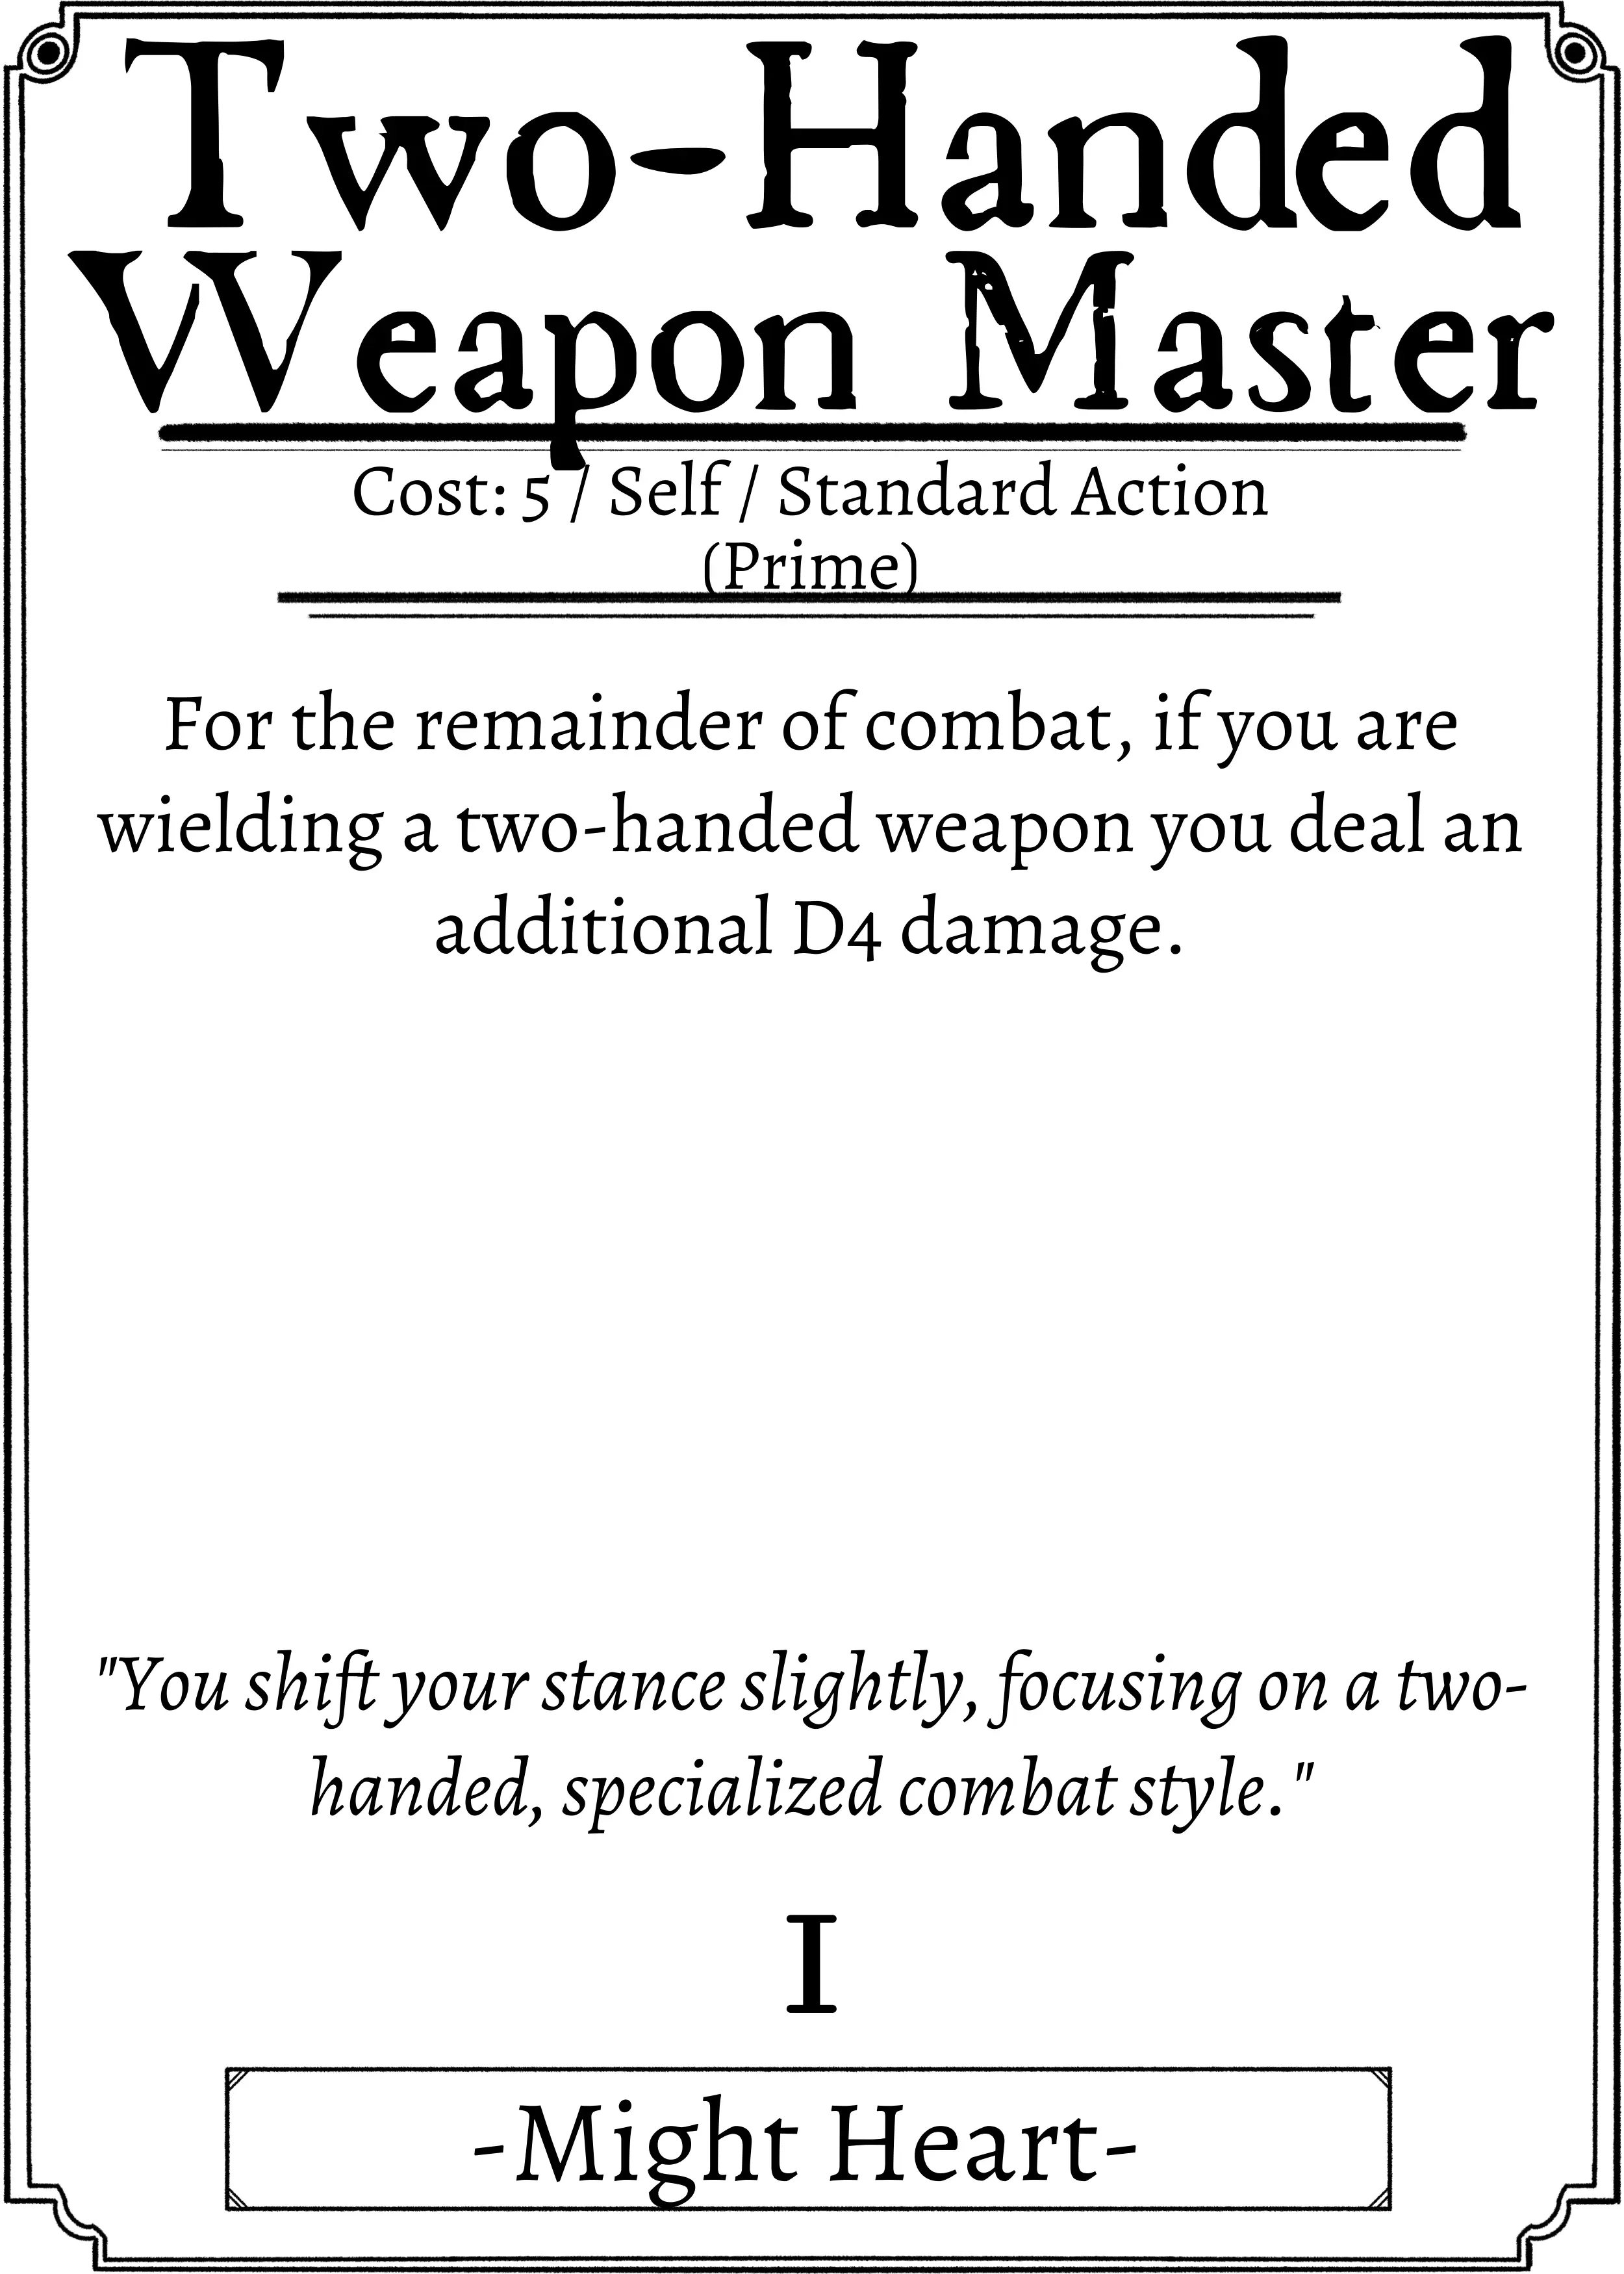 Two-Handed
Weapon Master
Cost: 5 / Self / Standard Action
(Prime)
For the remainder of combat, if you are
wielding a two-handed weapon you deal an
additional D4 damage.
"You shift your stance slightly, focusing on a two-
handed, specialized combat style."
I
-Might Heart-